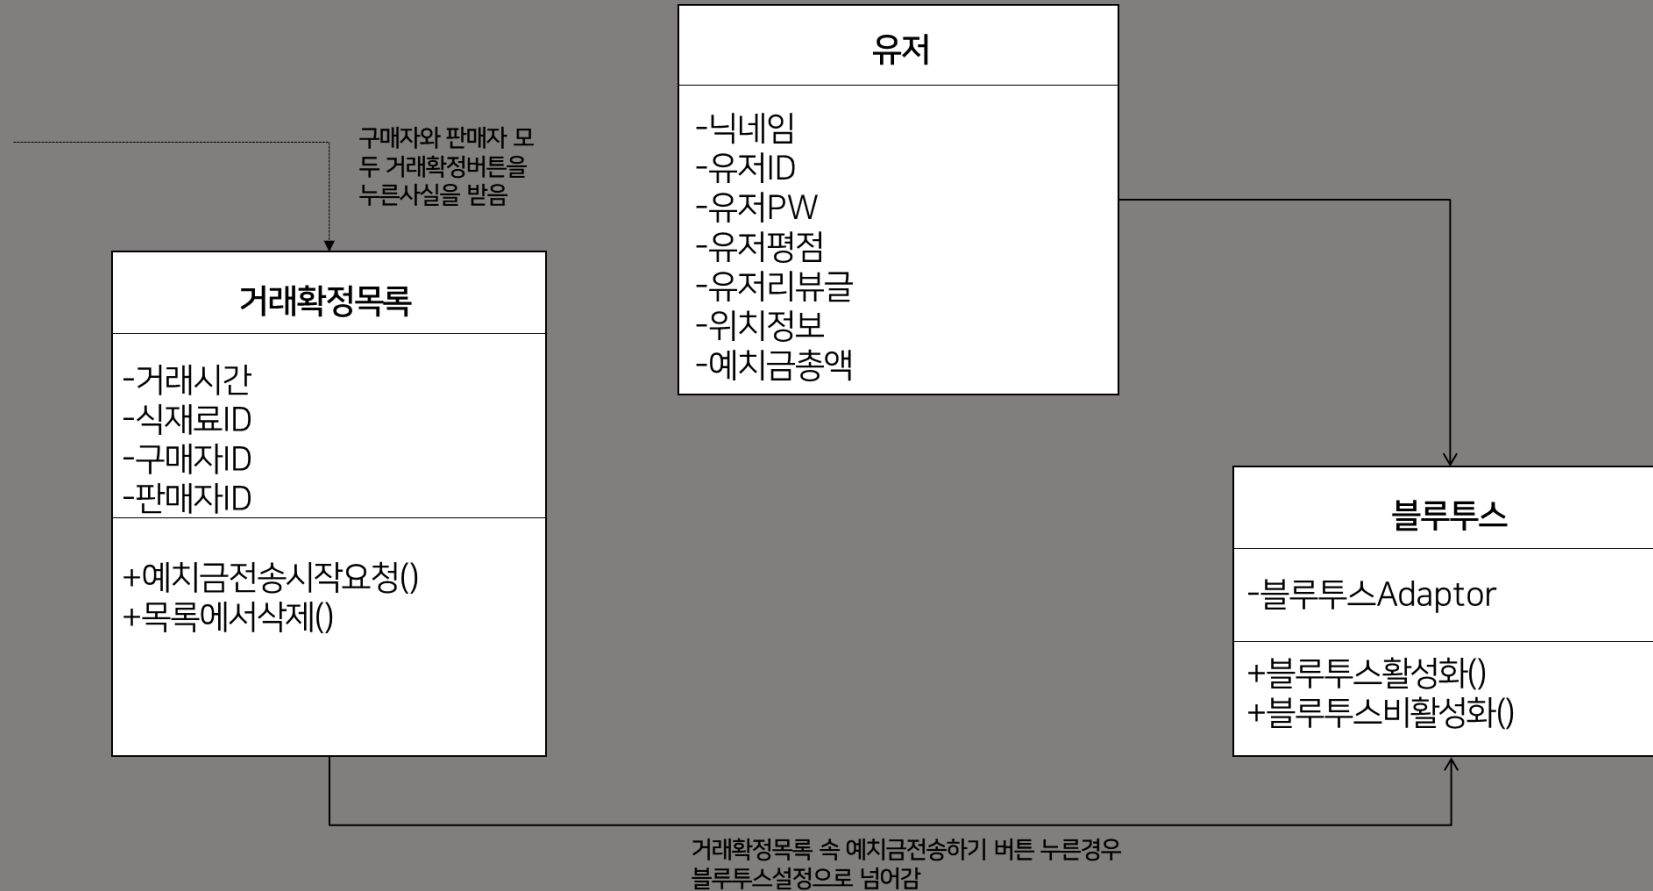 유저
-닉네임
-유저ID
-유저PW
-유저평점
-유저리뷰글
-위치정보
-예치금총액
구매자와 판매자 모
두 거래확정버튼을
누른사실을 받음
거래확정목록
-거래시간
-식재료ID
-구매자ID
-판매자ID
+예치금전송시작요청()
+목록에서삭제()
블루투스
-블루투스Adaptor
+블루투스활성화()
+블루투스비활성화()
거래확정목록 속 예치금전송하기 버튼 누른경우
블루투스설정으로 넘어감